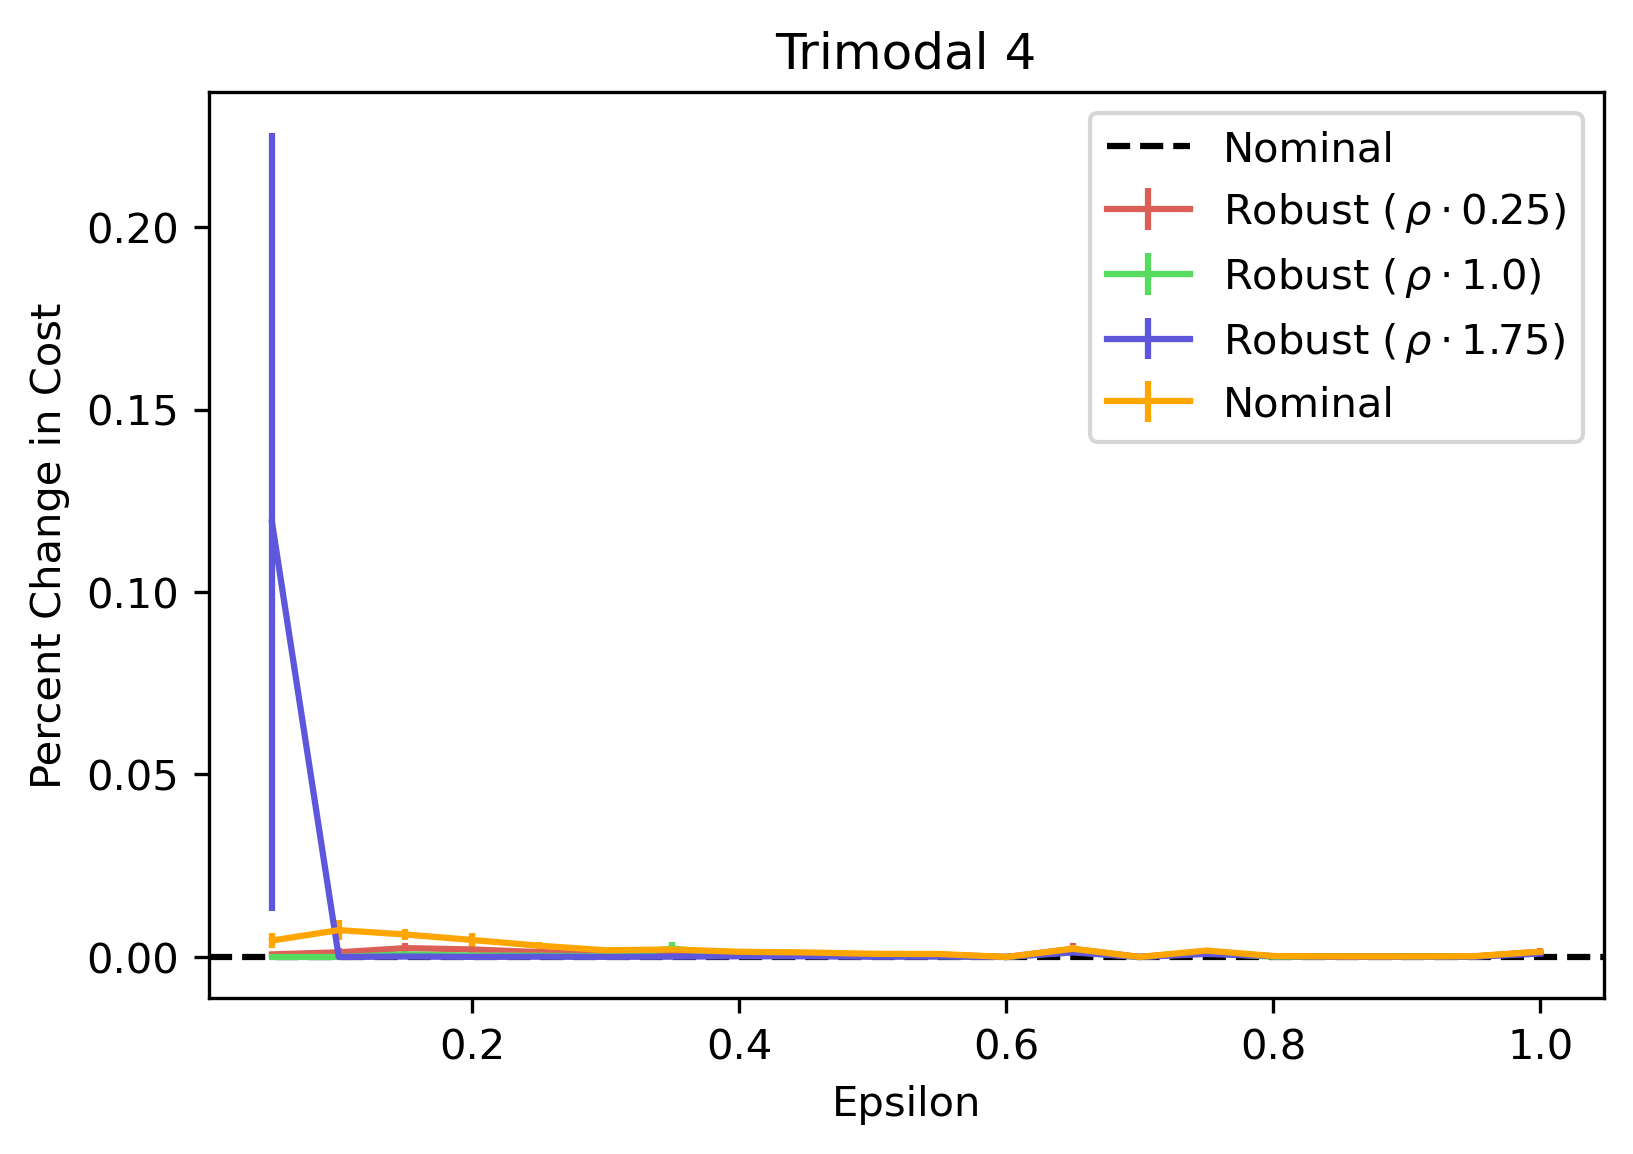 Trimodal 4
Percent Change in Cost
0.20
0.15
0.10
0.05
0.00
Nominal
Robust ( ρ · 0.25)
Robust ( ρ · 1.0)
Robust ( ρ · 1.75)
Nominal
0.2 0.4 0.6 0.8 1.0
Epsilon